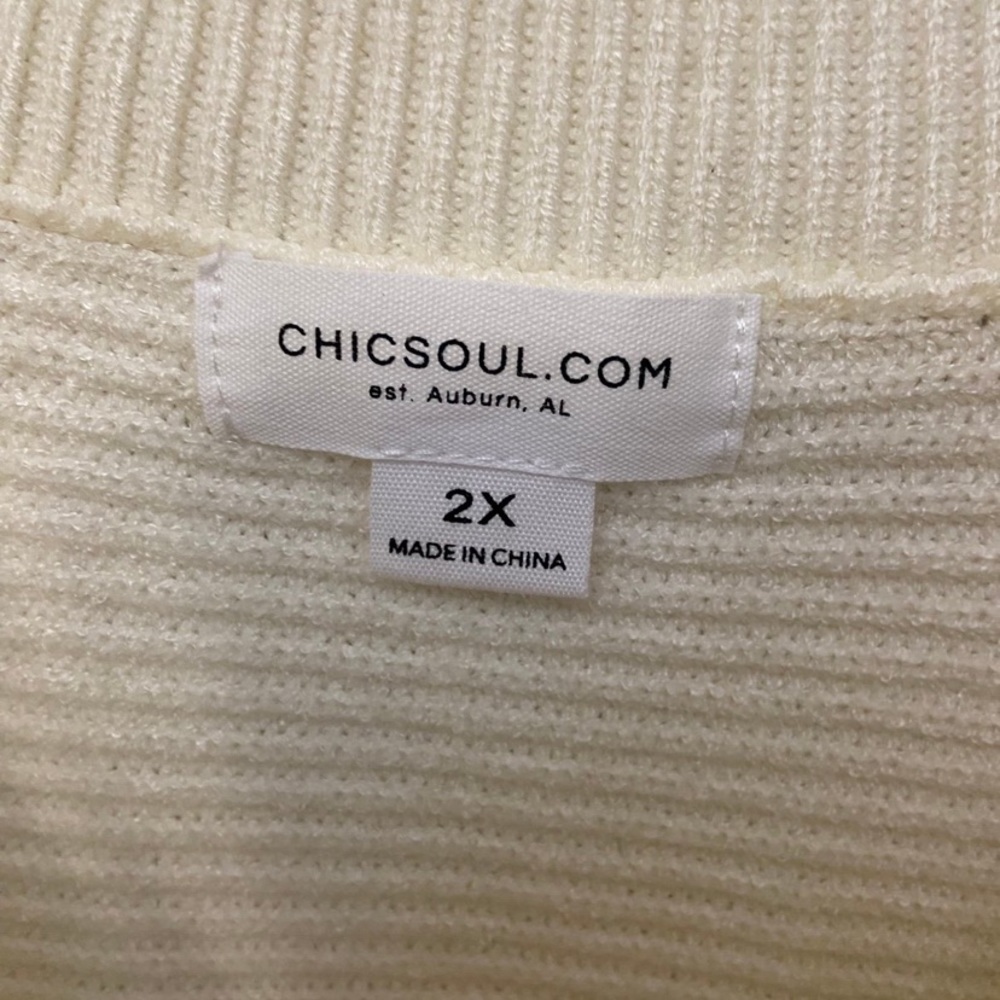 CHICSOUL.COM
est. Auburn, AL
2X
MADE IN CHINA